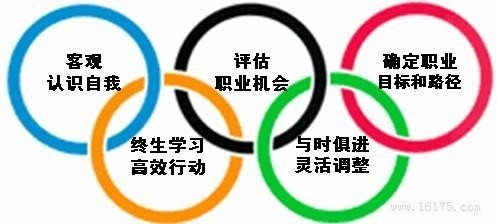 客观
认识自我
评估
职业机会
确定职业
目标和路径
终生学习
高效行动
与时俱进
灵活调整
www.16175.com